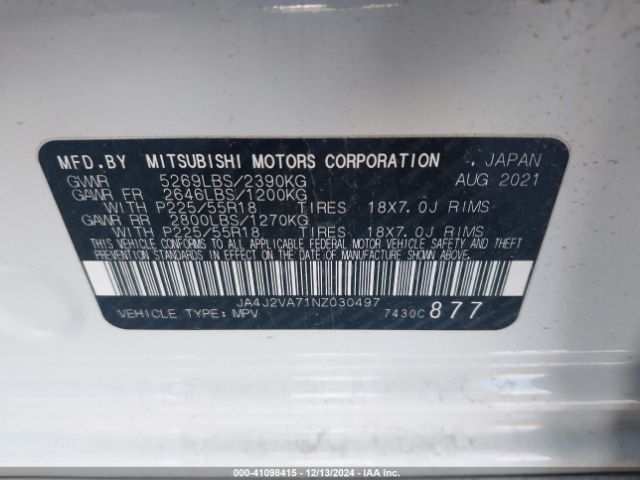 MFD.BY MITSUBISHI MOTORS CORPORATION , JAPAN
GVWR 5269LBS/2390KG AUG 2021
GAWR FR 2646LBS/1200KG
WITH P225/55R18 TIRES 18X7.0J RIMS
GAWR RR 2800LBS/1270KG
WITH P225/55R18 TIRES 18X7.0J RIMS
THIS VEHICLE CONFORMS TO ALL APPLICABLE FEDERAL MOTOR VEHICLE SAFETY AND THEFT
PREVENTION STANDARDS IN EFFECT ON THE DATE OF MANUFACTURE SHOWN ABOVE.
JA4J2VA71NZ030497
VEHICLE TYPE: MPV 7430C 877
000-41098415 - 12/13/2024 - IAA Inc.